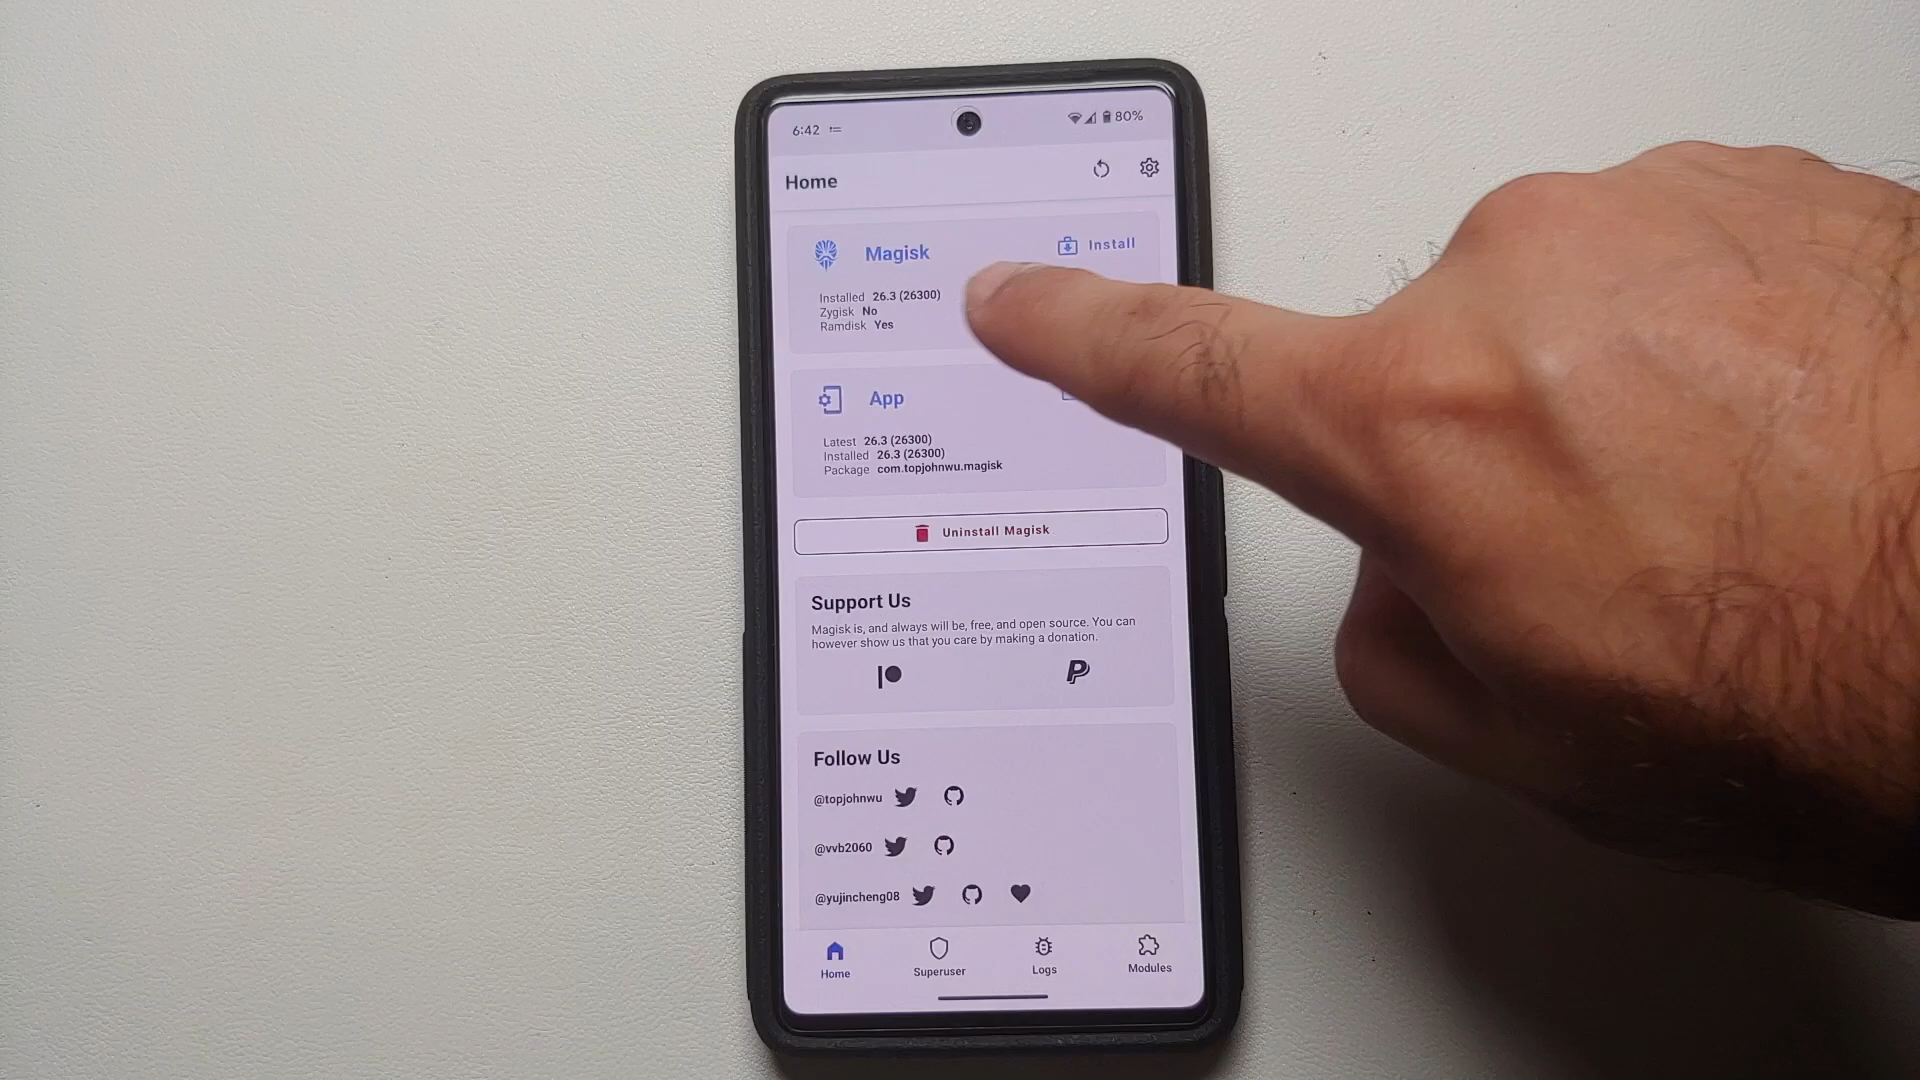 6:42
80%
Home
Magisk
Install
Installed 26.3 (26300)
Zygisk No
Ramdisk Yes
App
Latest 26.3 (26300)
Installed 26.3 (26300)
Package com.topjohnwu.magisk
Uninstall Magisk
Support Us
Magisk is, and always will be, free, and open source. You can
however show us that you care by making a donation.
Follow Us
@topjohnwu
@vvb2060
@yujincheng08
Home
Superuser
Logs
Modules